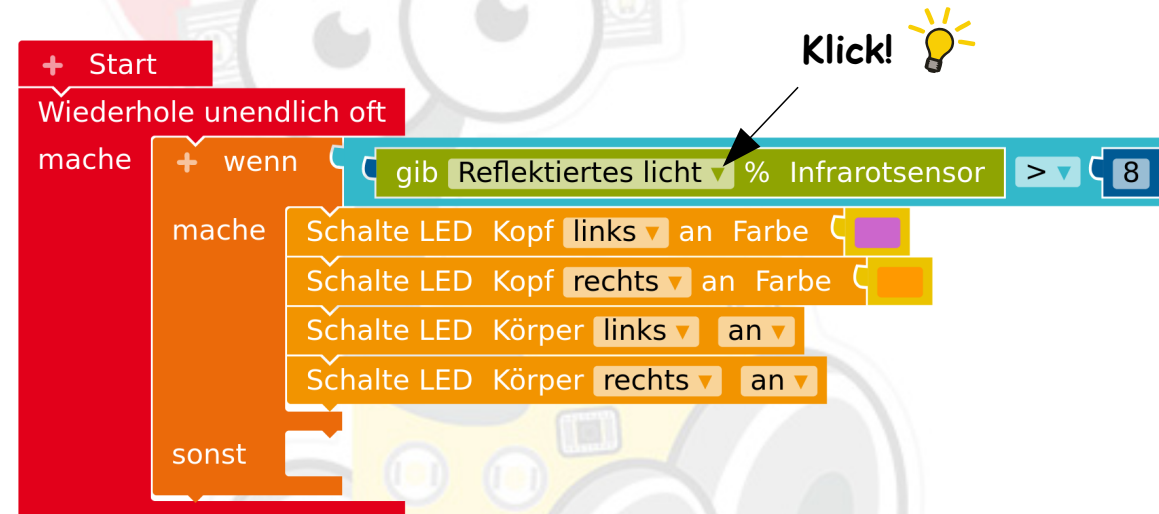 Klick!
+ Start
Wiederhole unendlich oft
mache + wenn gib Reflektiertes licht ▾ % Infrarotsensor > ▾ 8
mache Schalte LED Kopf links ▾ an Farbe
Schalte LED Kopf rechts ▾ an Farbe
Schalte LED Körper links ▾ an ▾
Schalte LED Körper rechts ▾ an ▾
sonst